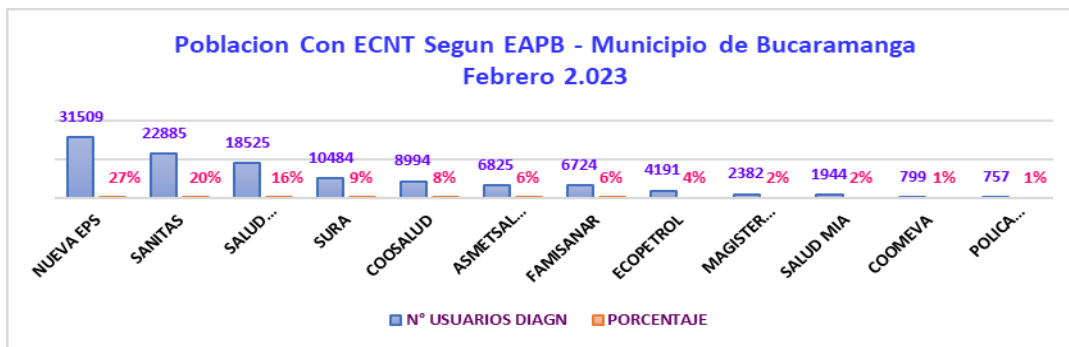 Poblacion Con ECNT Segun EAPB - Municipio de Bucaramanga
Febrero 2.023
31509
27%
22885
20%
18525
16%
10484
9%
8994
8%
6825
6%
6724
6%
4191
4%
2382
2%
1944
2%
799
1%
757
1%
NUEVA EPS
SANITAS
SALUD...
SURA
COOSALUD
ASMETSAL...
FAMISANAR
ECOPETROL
MAGISTER...
SALUD MIA
COOMEVA
POLICA...
N° USUARIOS DIAGN
PORCENTAJE